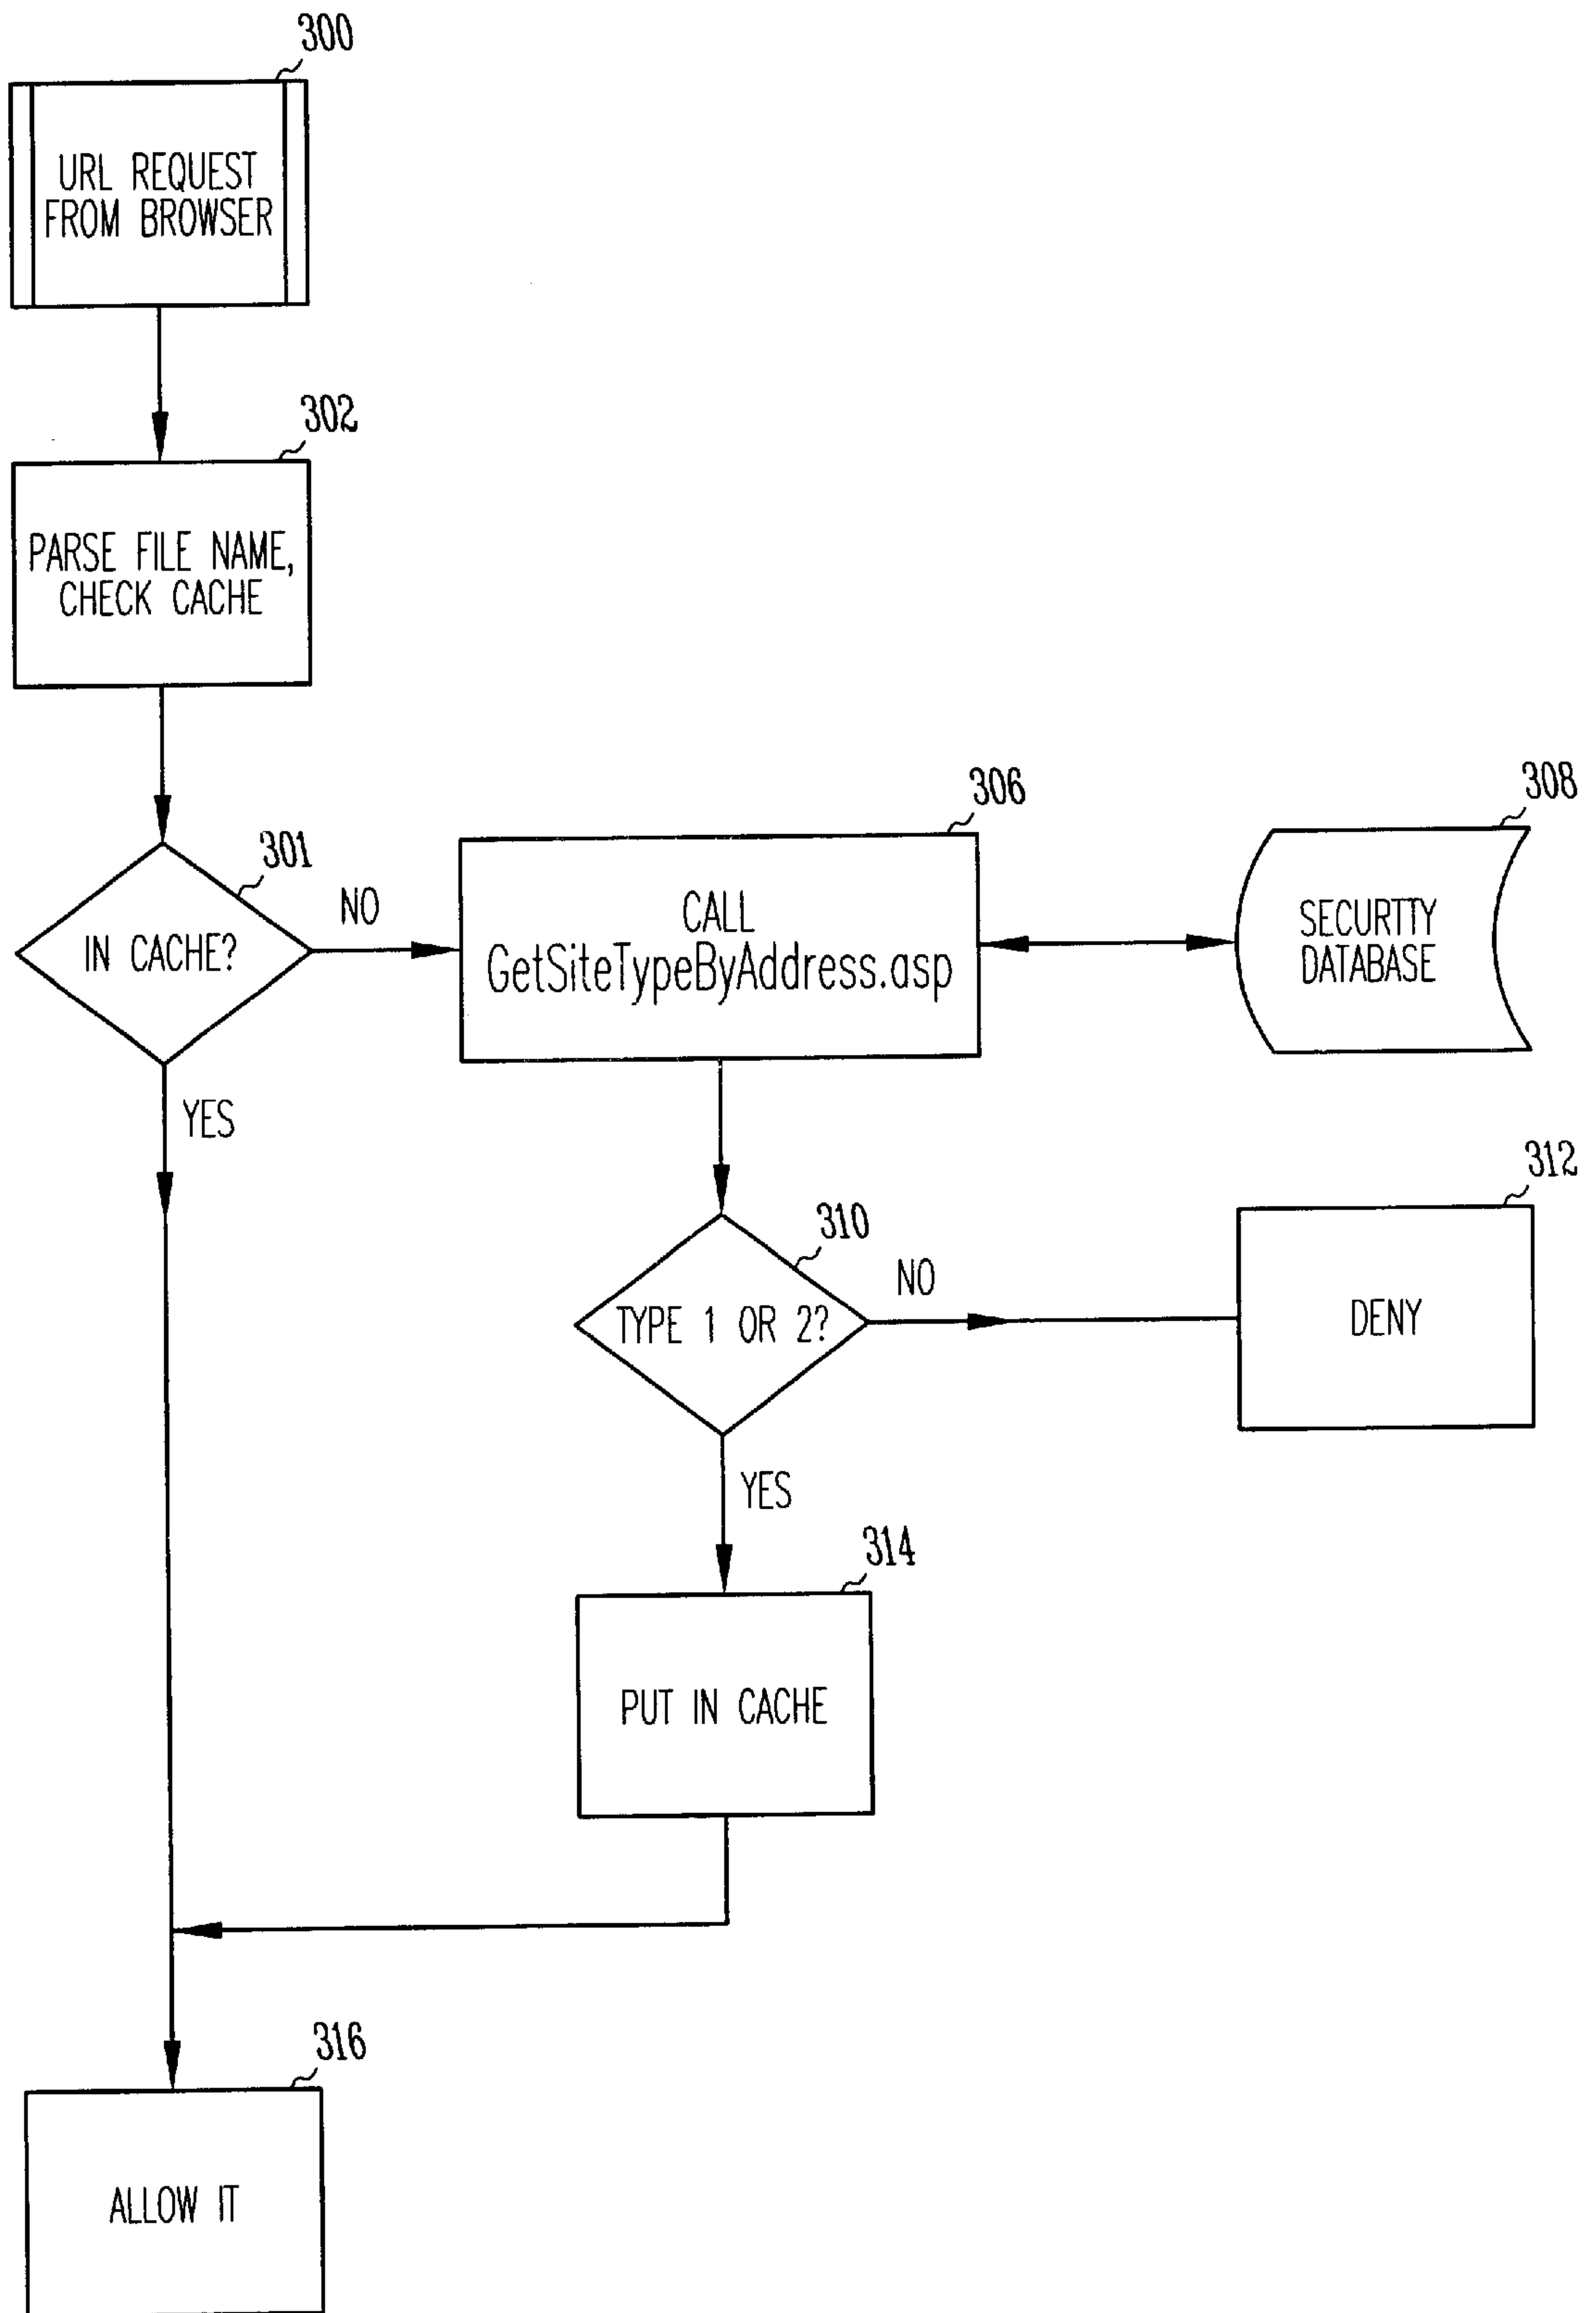 300
URL REQUEST
FROM BROWSER
302
PARSE FILE NAME,
CHECK CACHE
301
IN CACHE?
NO
YES
306
CALL
GetSiteTypeByAddress.asp
308
SECURTTY
DATABASE
310
TYPE 1 OR 2?
NO
312
DENY
YES
314
PUT IN CACHE
316
ALLOW IT